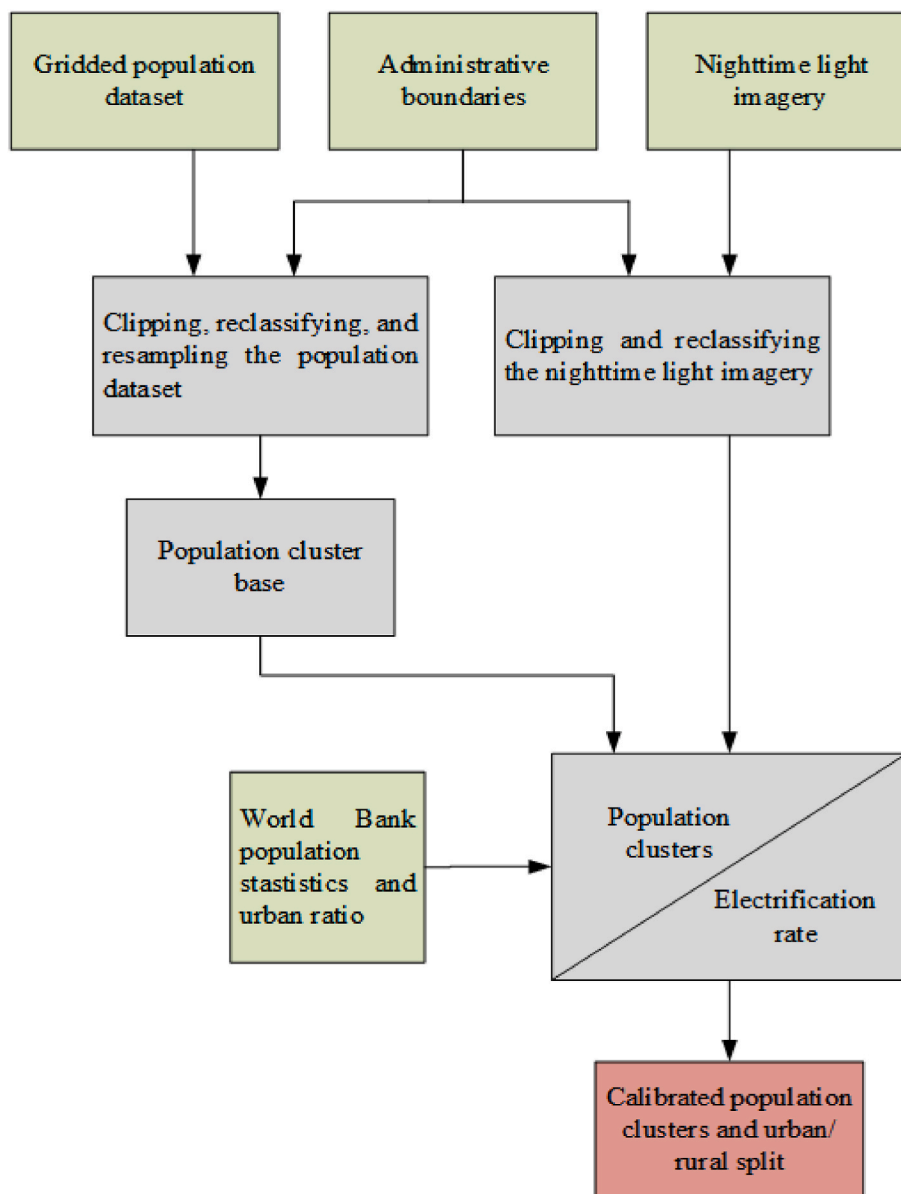 Gridded population
dataset
Administrative
boundaries
Nighttime light
imagery
Clipping, reclassifying, and
resampling the population
dataset
Clipping and reclassifying
the nighttime light imagery
Population cluster
base
World Bank
population
stastistics and
urban ratio
Population
clusters
Electrification
rate
Calibrated population
clusters and urban/
rural split